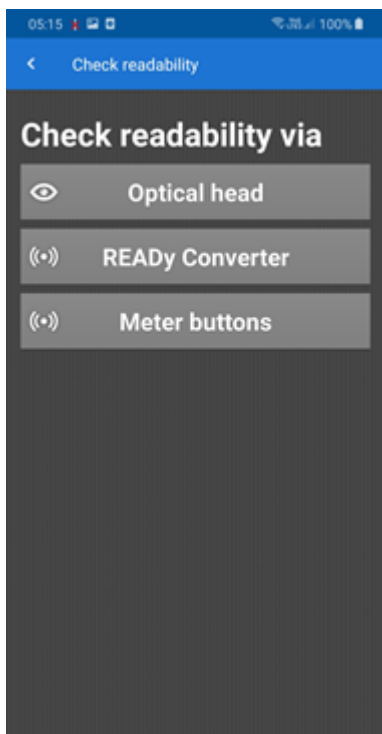 05:15 100%
Check readability
Check readability via
Optical head
READy Converter
Meter buttons